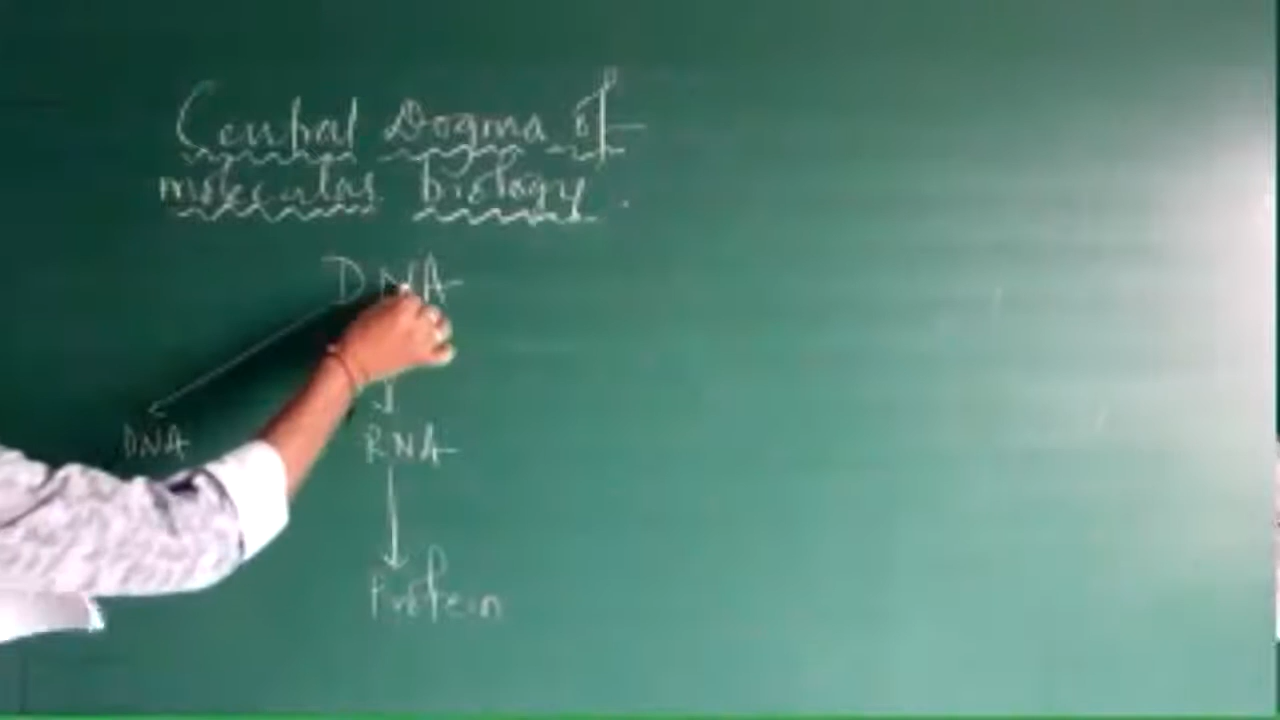 Central Dogma of
molecular biology.
DNA
DNA
RNA
Protein